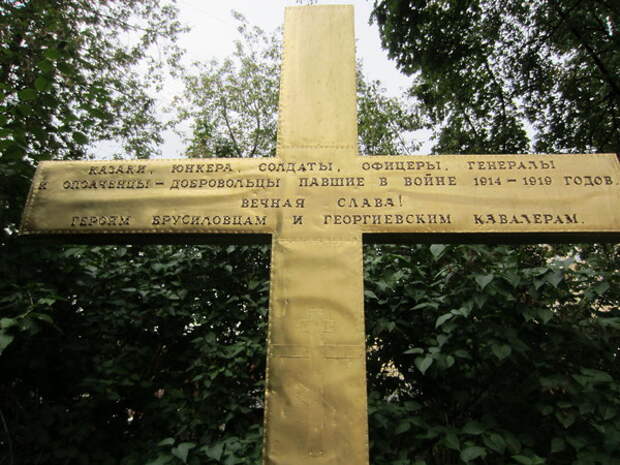 КАЗАКИ, ЮНКЕРА, СОЛДАТЫ, ОФИЦЕРЫ, ГЕНЕРАЛЫ
И ОПОЛЧЕНЦЫ – ДОБРОВОЛЬЦЫ ПАВШИЕ В ВОЙНЕ 1914 – 1919 ГОДОВ.
ВЕЧНАЯ СЛАВА!
ГЕРОЯМ БРУСИЛОВЦАМ И ГЕОРГИЕВСКИМ КАВАЛЕРАМ.